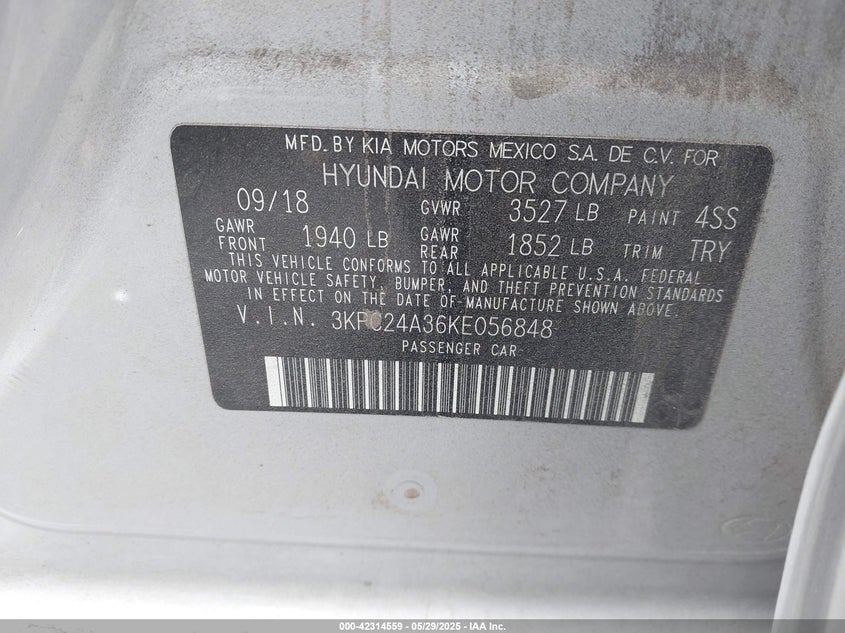 MFD. BY KIA MOTORS MEXICO S.A. DE C.V. FOR
HYUNDAI MOTOR COMPANY
09/18 GVWR 3527 LB PAINT 4SS
GAWR FRONT 1940 LB GAWR REAR 1852 LB TRIM TRY
THIS VEHICLE CONFORMS TO ALL APPLICABLE U.S.A. FEDERAL
MOTOR VEHICLE SAFETY, BUMPER, AND THEFT PREVENTION STANDARDS
IN EFFECT ON THE DATE OF MANUFACTURE SHOWN ABOVE.
V.I.N. 3KPC24A36KE056848
PASSENGER CAR
000-42314559 - 05/29/2025 - IAA Inc.